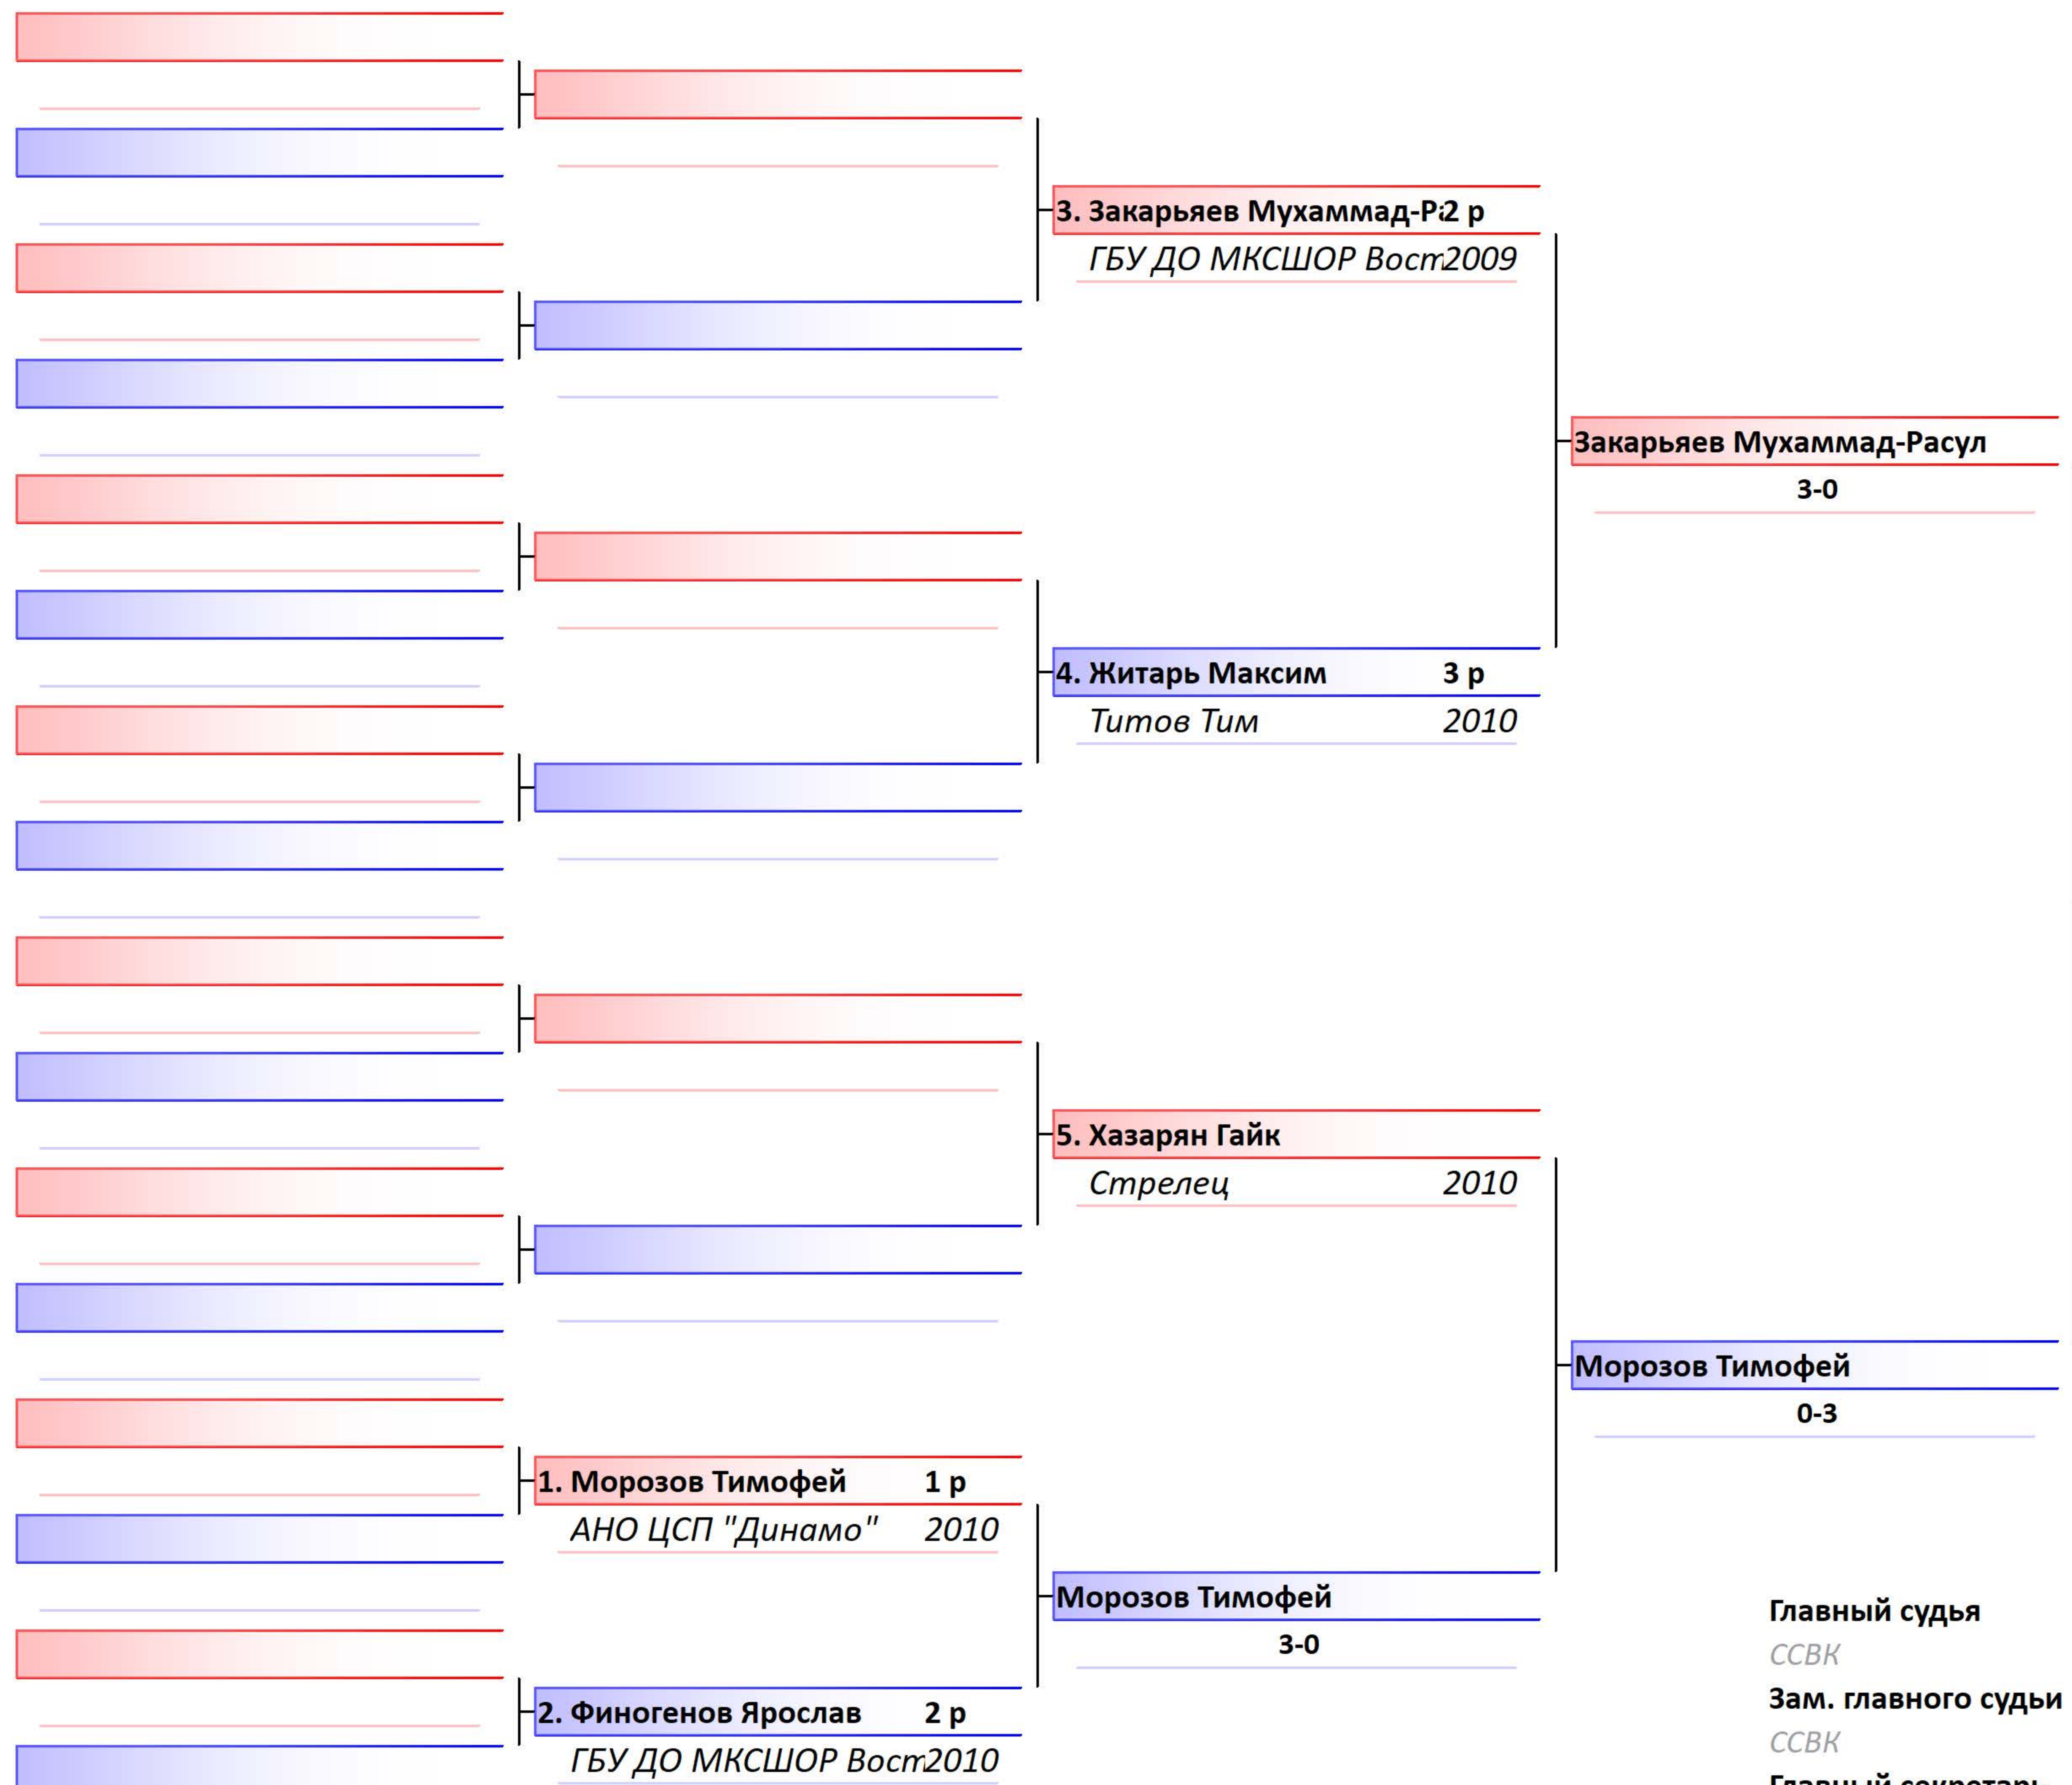 3. Закарьяев Мухаммад-Ра 2 р
ГБУ ДО МКСШОР Вост 2009
Закарьяев Мухаммад-Расул
3-0
4. Житарь Максим 3 р
Титов Тим 2010
5. Хазарян Гайк
Стрелец 2010
Морозов Тимофей
0-3
1. Морозов Тимофей 1 р
АНО ЦСП "Динамо" 2010
Морозов Тимофей
3-0
2. Финогенов Ярослав 2 р
ГБУ ДО МКСШОР Вост 2010
Главный судья
ССВК
Зам. главного судьи
ССВК
Главный секретарь